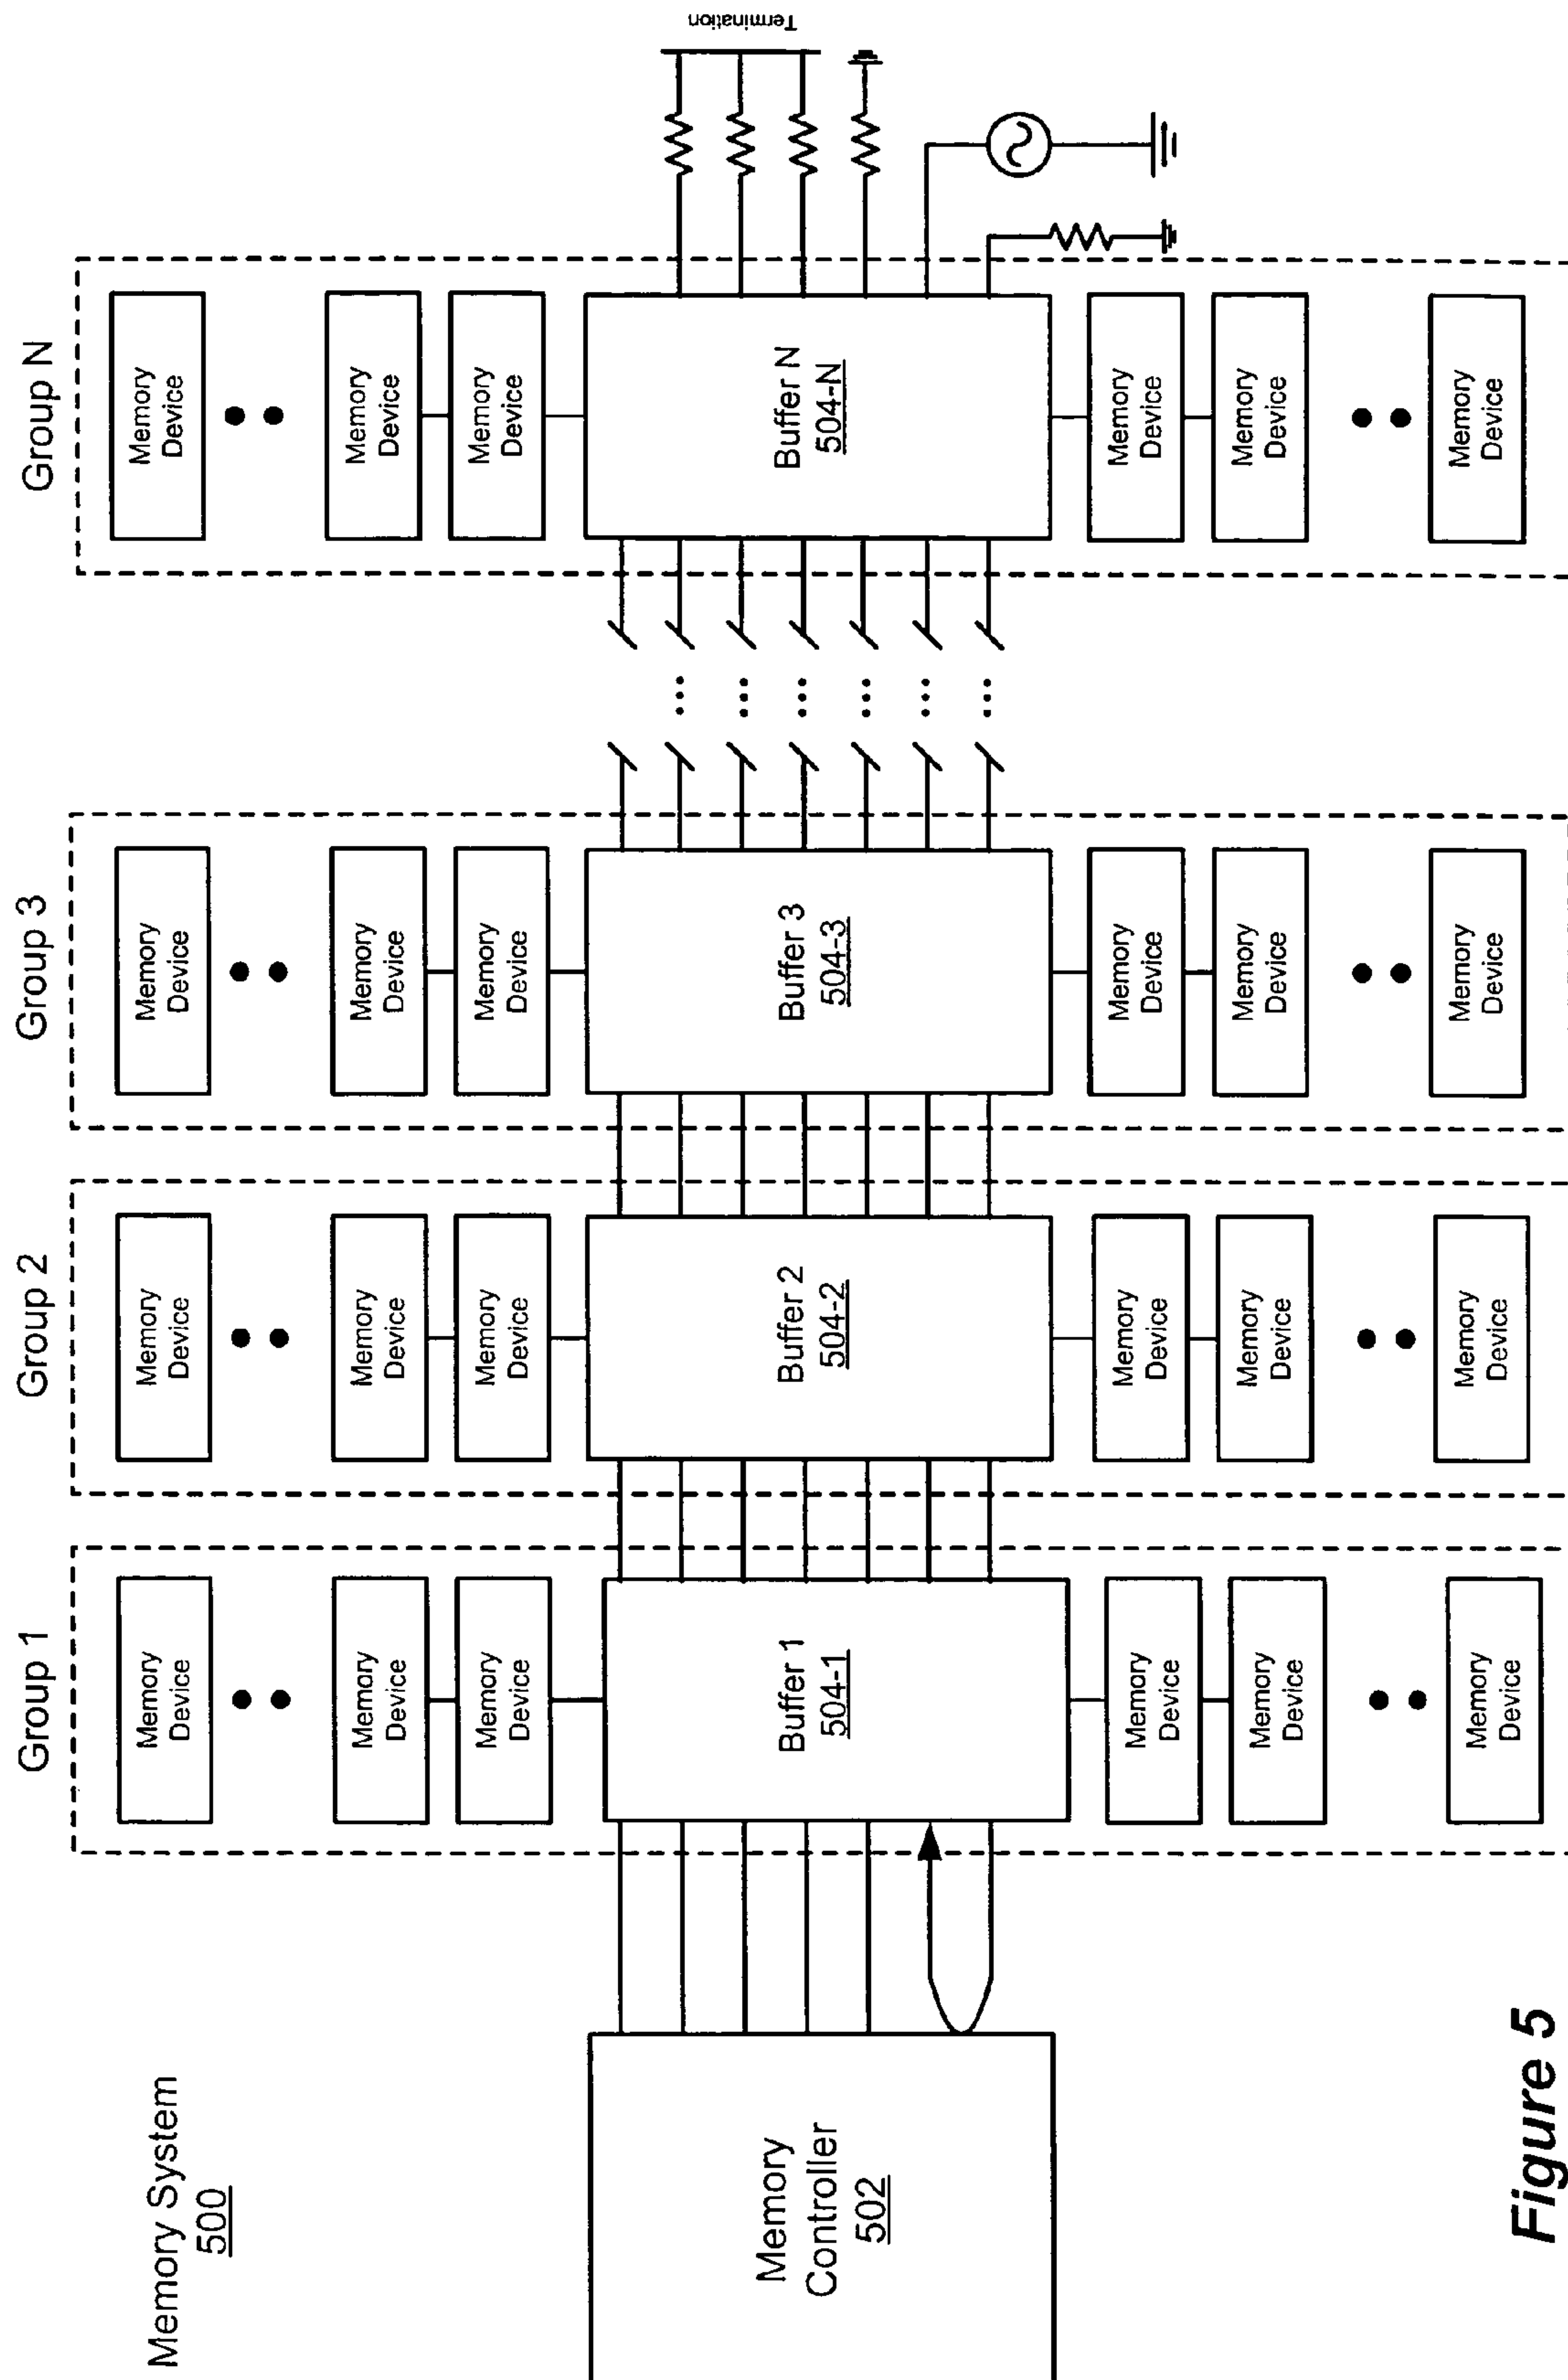 Memory System
500
Memory
Controller
502
Group 1
Memory
Device
Memory
Device
Memory
Device
Buffer 1
504-1
Memory
Device
Memory
Device
Memory
Device
Group 2
Memory
Device
Memory
Device
Memory
Device
Buffer 2
504-2
Memory
Device
Memory
Device
Memory
Device
Group 3
Memory
Device
Memory
Device
Memory
Device
Buffer 3
504-3
Memory
Device
Memory
Device
Memory
Device
Group N
Memory
Device
Memory
Device
Memory
Device
Buffer N
504-N
Memory
Device
Memory
Device
Memory
Device
Termination
Figure 5